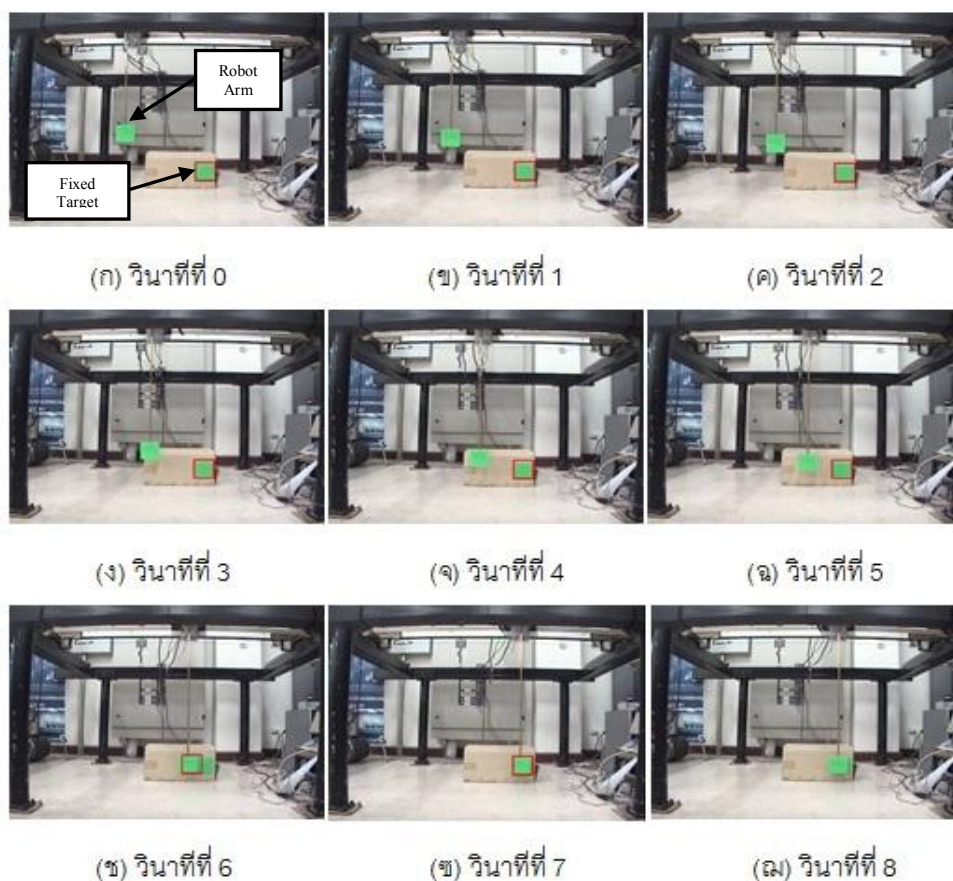 Robot
Arm
Fixed
Target
(ก) วินาทีที่ 0
(ข) วินาทีที่ 1
(ค) วินาทีที่ 2
(ง) วินาทีที่ 3
(จ) วินาทีที่ 4
(ฉ) วินาทีที่ 5
(ช) วินาทีที่ 6
(ซ) วินาทีที่ 7
(ฌ) วินาทีที่ 8